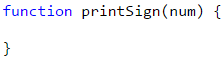 function printSign(num) {
}